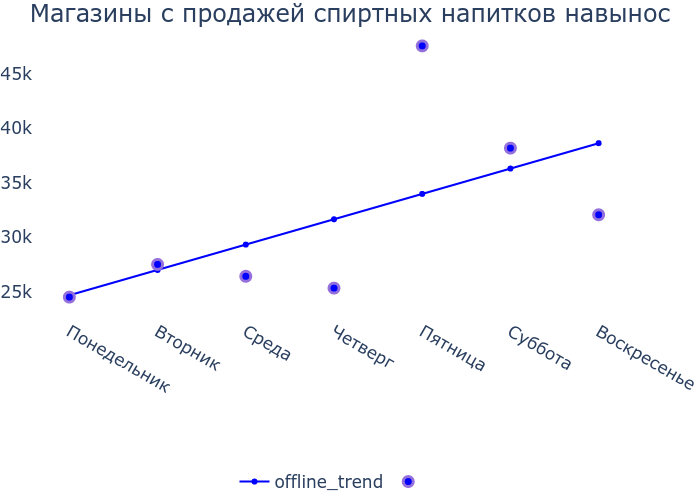 Магазины с продажей спиртных напитков навынос
45k
40k
35k
30k
25k
Понедельник
Вторник
Среда
Четверг
Пятница
Суббота
Воскресенье
offline_trend